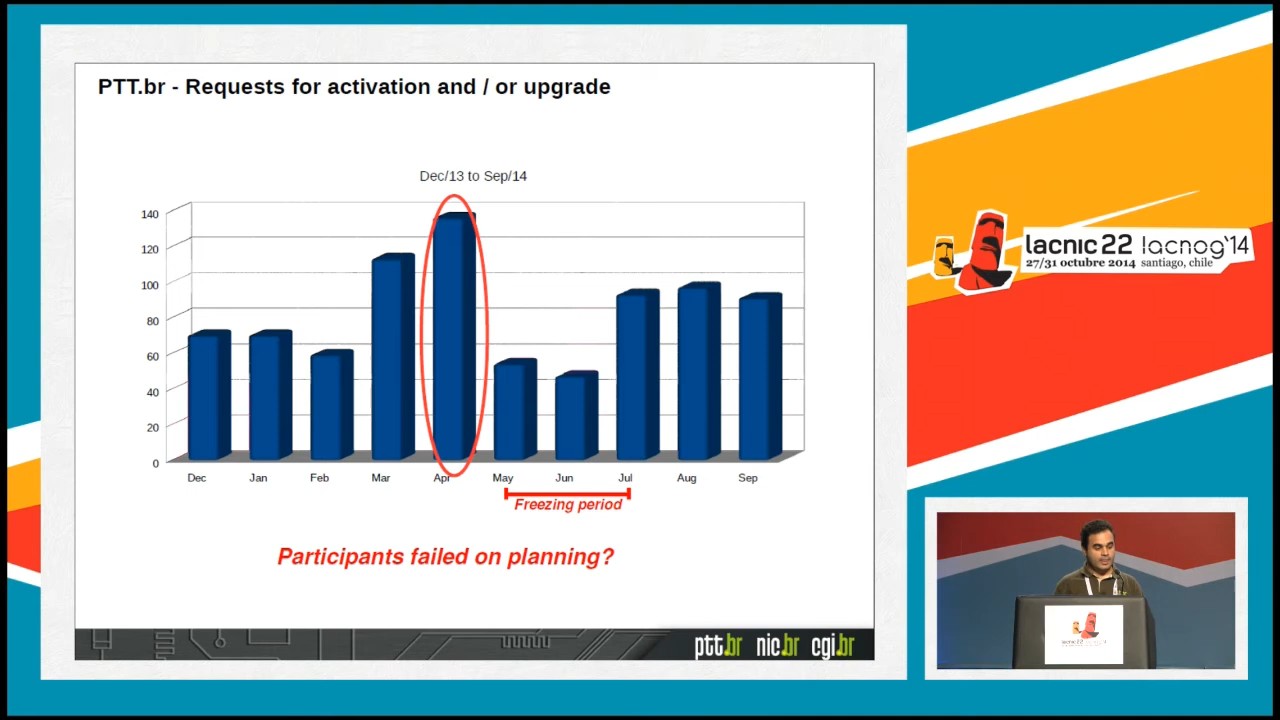 PTT.br - Requests for activation and / or upgrade
Dec/13 to Sep/14
140
120
100
80
60
40
20
0
Dec Jan Feb Mar Apr May Jun Jul Aug Sep
Freezing period
Participants failed on planning?
ptt.br nic.br cgi.br
lacnic 22 lacnog'14
27/31 octubre 2014 santiago, chile
lacnic 22